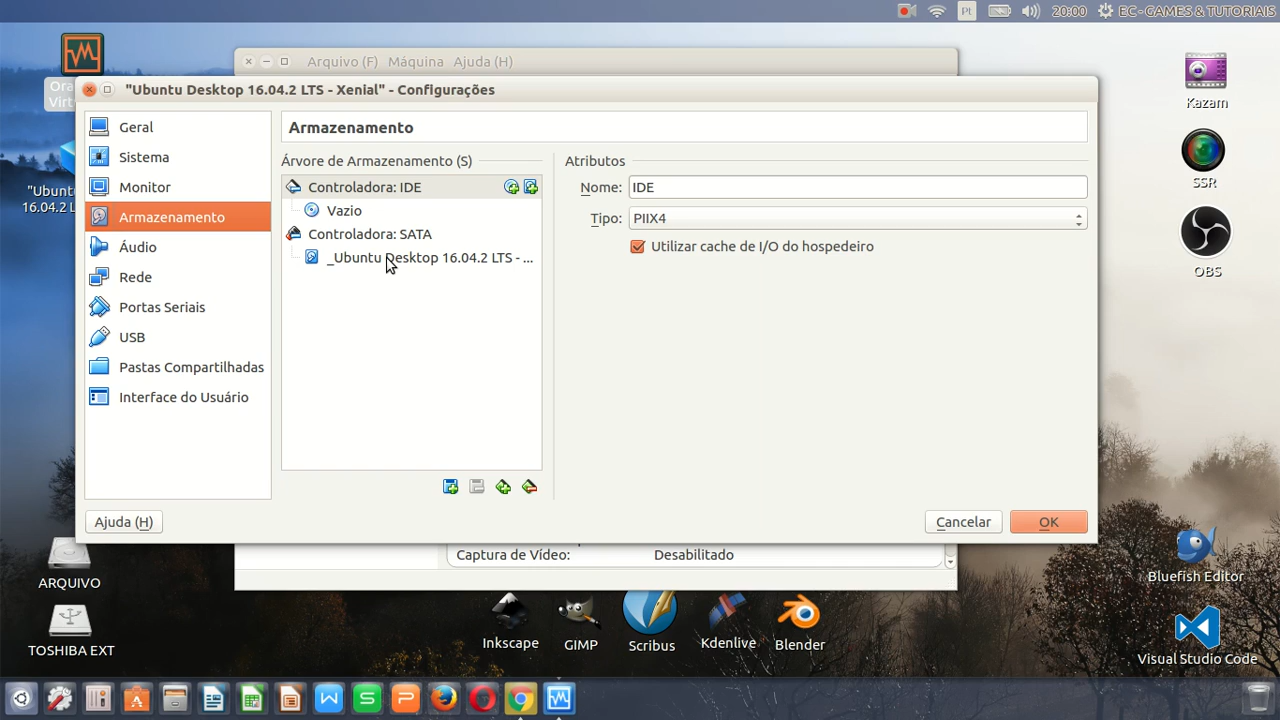 Pt
20:00
EC-GAMES & TUTORIAIS
Arquivo (F) Máquina Ajuda (H)
"Ubuntu Desktop 16.04.2 LTS - Xenial" - Configurações
Geral
Sistema
Monitor
Armazenamento
Áudio
Rede
Portas Seriais
USB
Pastas Compartilhadas
Interface do Usuário
Armazenamento
Árvore de Armazenamento (S)
Controladora: IDE
Vazio
Controladora: SATA
_Ubuntu Desktop 16.04.2 LTS - ...
Atributos
Nome: IDE
Tipo: PIIX4
Utilizar cache de I/O do hospedeiro
Ajuda (H)
Cancelar
OK
Captura de Vídeo: Desabilitado
"Ubuntu
16.04.2 L
ARQUIVO
TOSHIBA EXT
Kazam
SSR
OBS
Bluefish Editor
Visual Studio Code
Inkscape
GIMP
Scribus
Kdenlive
Blender